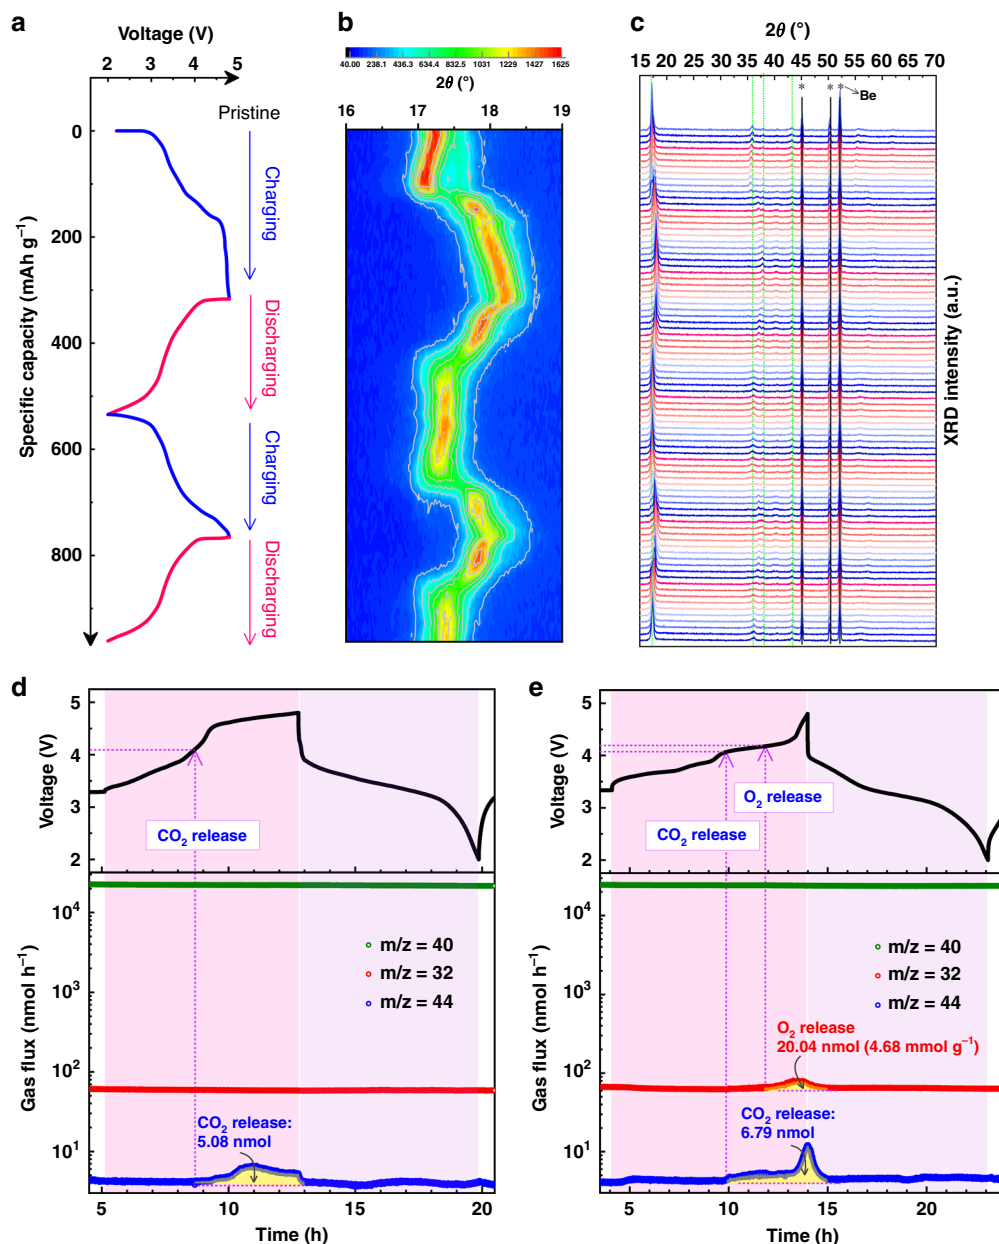 a
Voltage (V)
2 3 4 5
Pristine
0
200
400
600
800
Specific capacity (mAh g⁻¹)
Charging
Discharging
Charging
Discharging
b
40.00 238.1 436.3 634.4 832.5 1031 1229 1427 1625
2θ (°)
16 17 18 19
c
2θ (°)
15 20 25 30 35 40 45 50 55 60 65 70
* * *
Be
XRD intensity (a.u.)
d
5
4
3
2
Voltage (V)
CO₂ release
10⁴
10³
10²
10¹
Gas flux (nmol h⁻¹)
m/z = 40
m/z = 32
m/z = 44
CO₂ release:
5.08 nmol
5 10 15 20
Time (h)
e
5
4
3
2
Voltage (V)
O₂ release
CO₂ release
10⁴
10³
10²
10¹
Gas flux (nmol h⁻¹)
m/z = 40
m/z = 32
m/z = 44
O₂ release
20.04 nmol (4.68 mmol g⁻¹)
CO₂ release:
6.79 nmol
5 10 15 20
Time (h)